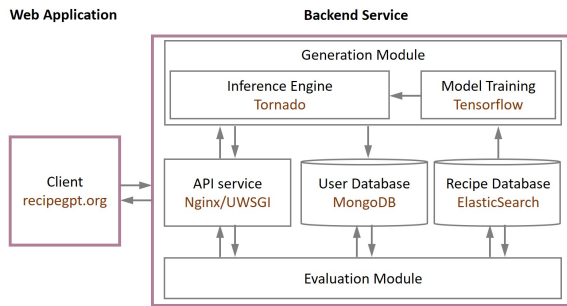 Web Application
Backend Service
Generation Module
Inference Engine
Tornado
Model Training
Tensorflow
Client
recipegpt.org
API service
Nginx/UWSGI
User Database
MongoDB
Recipe Database
ElasticSearch
Evaluation Module